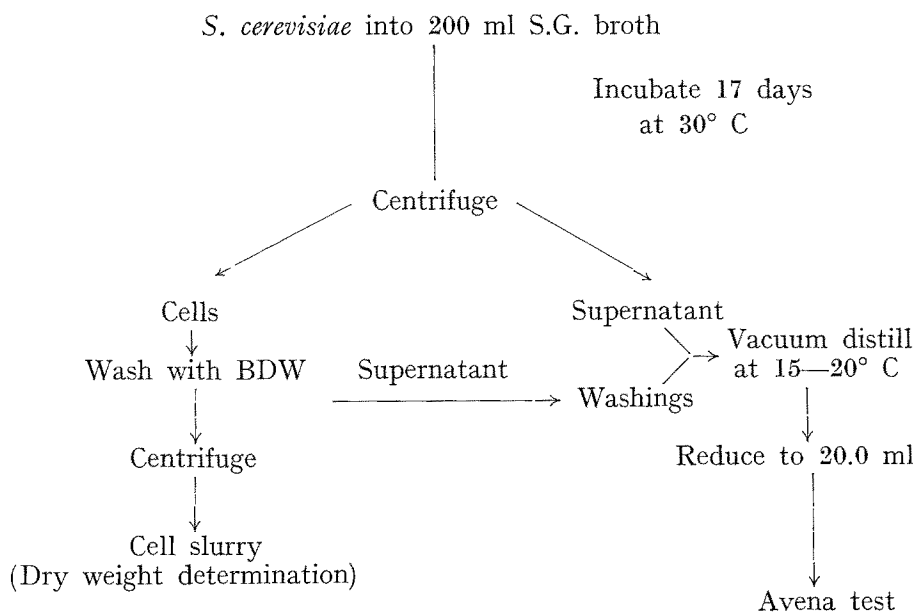 S. cerevisiae into 200 ml S.G. broth
Incubate 17 days
at 30° C
Centrifuge
Cells
Wash with BDW
Centrifuge
Cell slurry
(Dry weight determination)
Supernatant
Supernatant
Washings
Vacuum distill
at 15—20° C
Reduce to 20.0 ml
Avena test